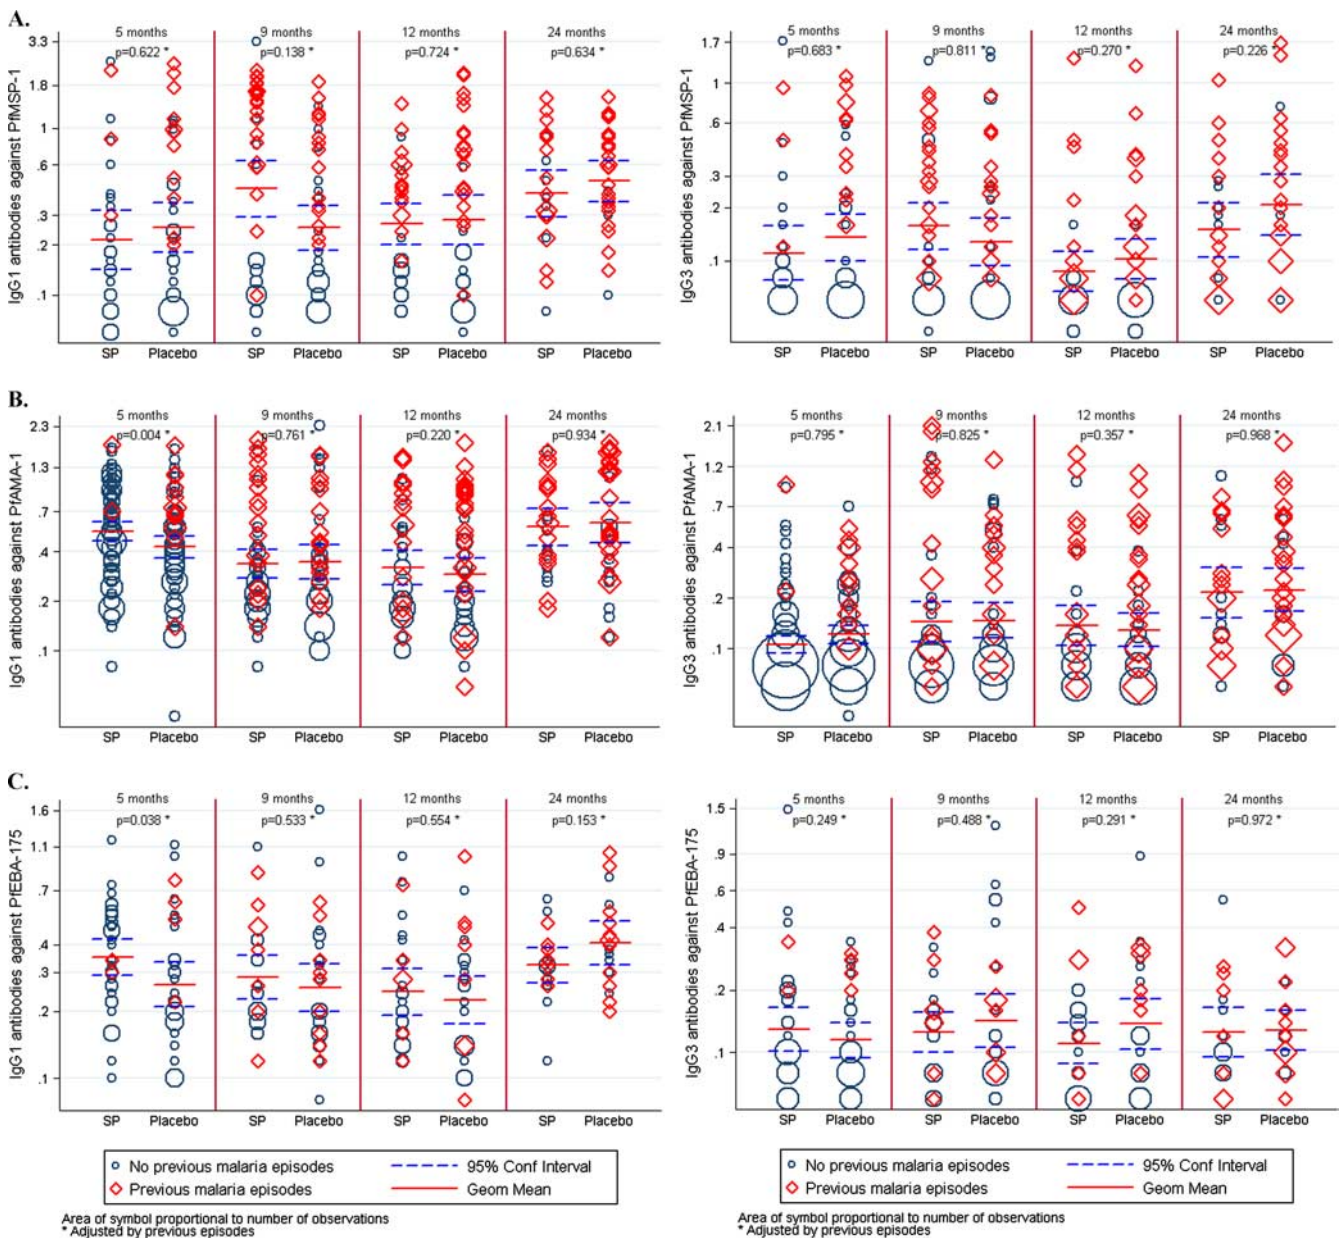 A.
IgG1 antibodies against PfMSP-1
3.3
1.8
1
.6
.3
.2
.1
5 months
p=0.622 *
9 months
p=0.138 *
12 months
p=0.724 *
24 months
p=0.634 *
SP Placebo SP Placebo SP Placebo SP Placebo
IgG3 antibodies against PfMSP-1
1.7
1
.6
.3
.2
.1
5 months
p=0.683 *
9 months
p=0.811 *
12 months
p=0.270 *
24 months
p=0.226 *
SP Placebo SP Placebo SP Placebo SP Placebo
B.
IgG1 antibodies against PfAMA-1
2.3
1.3
.7
.4
.2
.1
5 months
p=0.004 *
9 months
p=0.761 *
12 months
p=0.220 *
24 months
p=0.934 *
SP Placebo SP Placebo SP Placebo SP Placebo
IgG3 antibodies against PfAMA-1
2.1
1.2
.7
.4
.2
.1
5 months
p=0.795 *
9 months
p=0.825 *
12 months
p=0.357 *
24 months
p=0.968 *
SP Placebo SP Placebo SP Placebo SP Placebo
C.
IgG1 antibodies against PfEBA-175
1.6
1.1
.7
.4
.3
.2
.1
5 months
p=0.038 *
9 months
p=0.533 *
12 months
p=0.554 *
24 months
p=0.153 *
SP Placebo SP Placebo SP Placebo SP Placebo
IgG3 antibodies against PfEBA-175
1.5
.9
.6
.4
.2
.1
5 months
p=0.249 *
9 months
p=0.488 *
12 months
p=0.291 *
24 months
p=0.972 *
SP Placebo SP Placebo SP Placebo SP Placebo
No previous malaria episodes 95% Conf Interval
Previous malaria episodes Geom Mean
Area of symbol proportional to number of observations
* Adjusted by previous episodes
No previous malaria episodes 95% Conf Interval
Previous malaria episodes Geom Mean
Area of symbol proportional to number of observations
* Adjusted by previous episodes